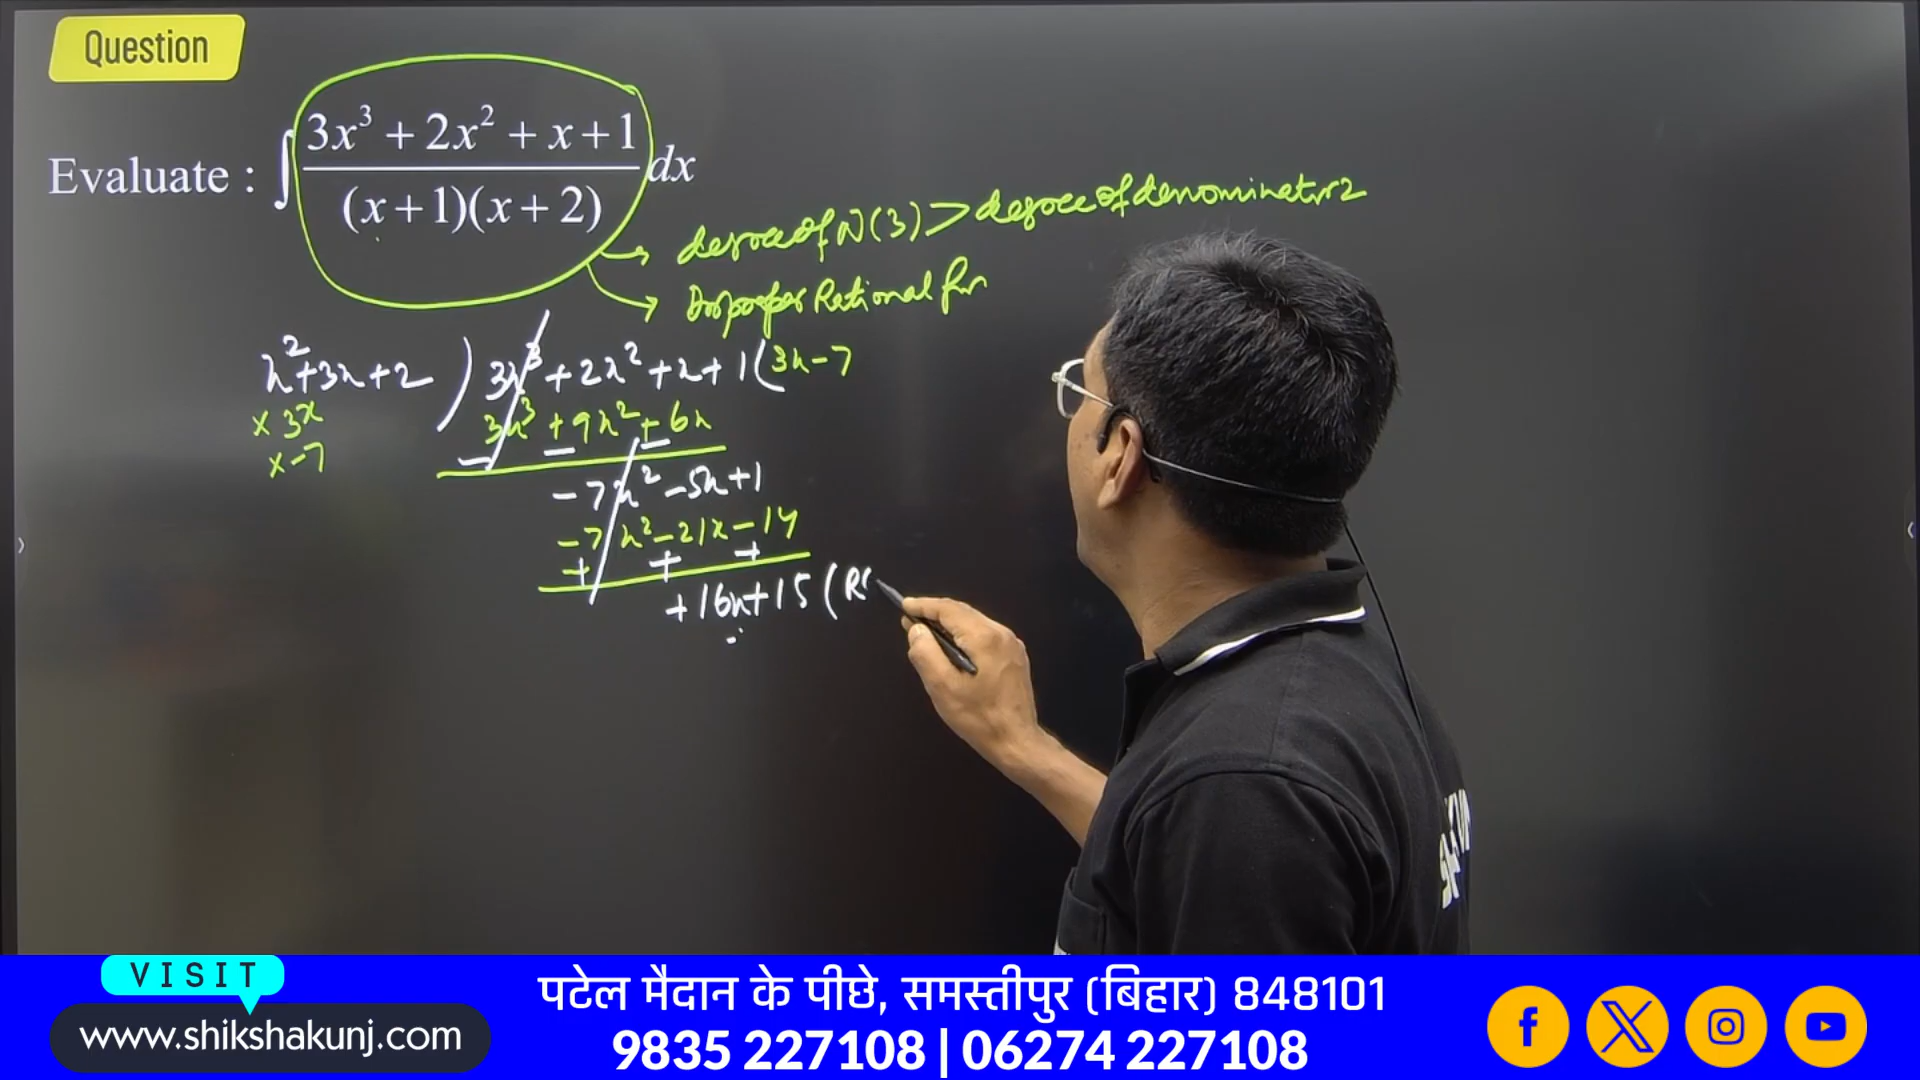 Question
Evaluate : ∫ (3x³ + 2x² + x + 1) / ((x + 1)(x + 2)) dx
→ degree of N (3) > degree of denominator 2
→ Improper Rational fn
x² + 3x + 2 ) 3x³ + 2x² + x + 1 ( 3x - 7
× 3x 3x³ + 9x² + 6x
× -7 - - -
-7x² - 5x + 1
-7x² - 21x - 14
+ + +
+ 16x + 15 (R
VISIT
www.shikshakunj.com
पटेल मैदान के पीछे, समस्तीपुर (बिहार) 848101
9835 227108 | 06274 227108